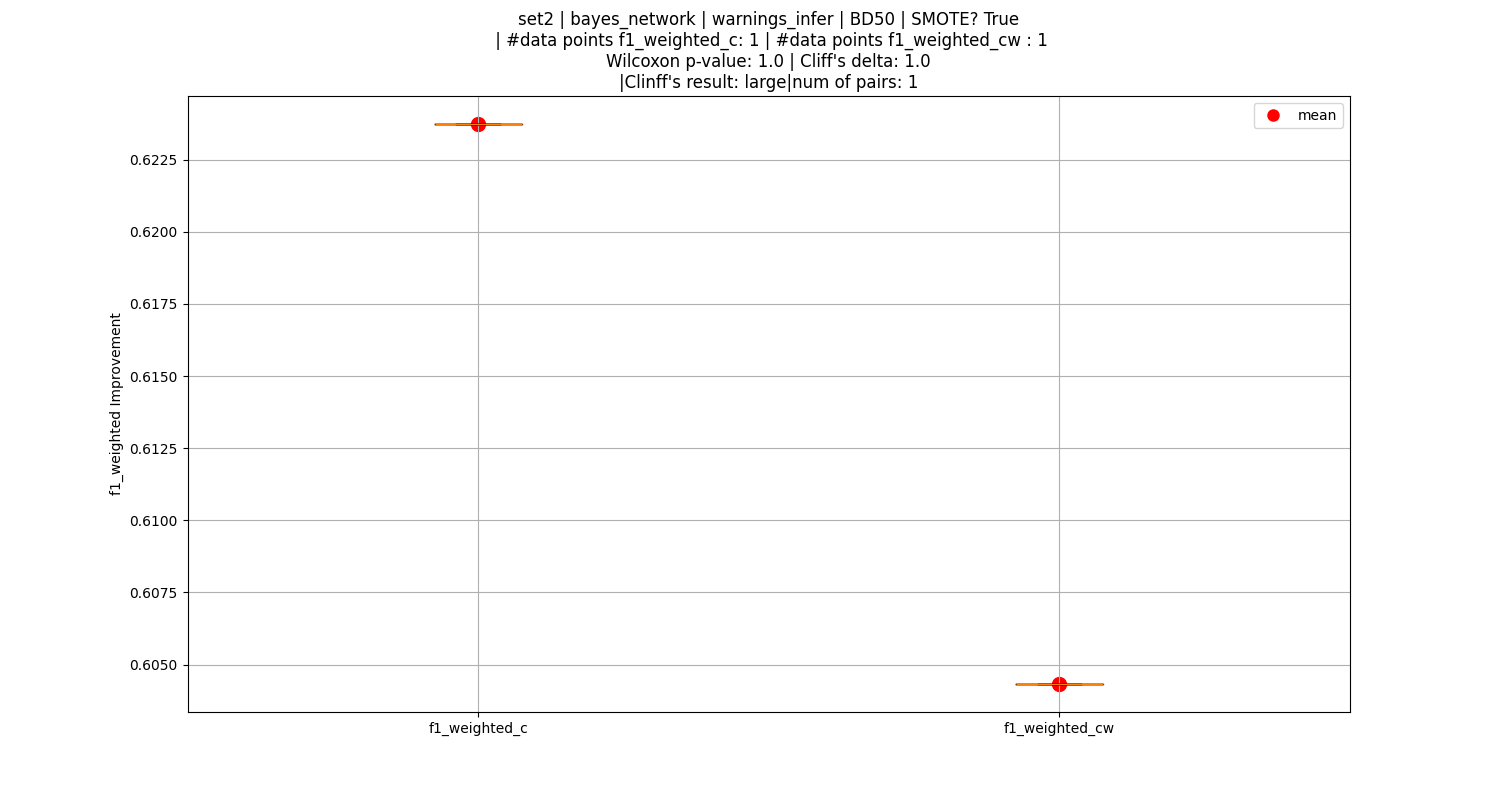 set2 | bayes_network | warnings_infer | BD50 | SMOTE? True
| #data points f1_weighted_c: 1 | #data points f1_weighted_cw : 1
Wilcoxon p-value: 1.0 | Cliff's delta: 1.0
|Clinff's result: large|num of pairs: 1
mean
f1_weighted Improvement
0.6225
0.6200
0.6175
0.6150
0.6125
0.6100
0.6075
0.6050
f1_weighted_c
f1_weighted_cw